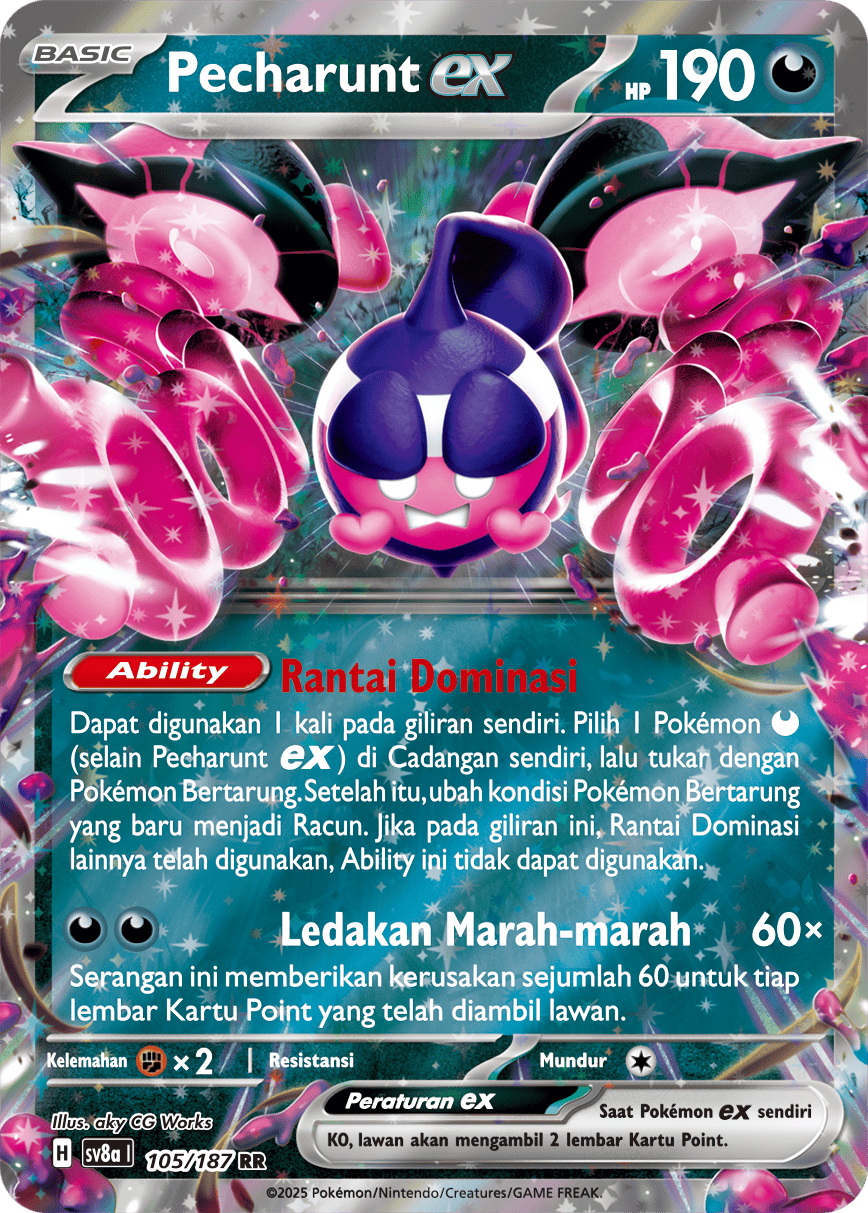 BASIC
Pecharunt ex HP 190
Ability Rantai Dominasi
Dapat digunakan 1 kali pada giliran sendiri. Pilih 1 Pokémon
(selain Pecharunt ex) di Cadangan sendiri, lalu tukar dengan
Pokémon Bertarung. Setelah itu, ubah kondisi Pokémon Bertarung
yang baru menjadi Racun. Jika pada giliran ini, Rantai Dominasi
lainnya telah digunakan, Ability ini tidak dapat digunakan.
Ledakan Marah-marah 60×
Serangan ini memberikan kerusakan sejumlah 60 untuk tiap
lembar Kartu Point yang telah diambil lawan.
Kelemahan ×2 Resistansi Mundur
Peraturan ex Saat Pokémon ex sendiri
KO, lawan akan mengambil 2 lembar Kartu Point.
Illus. aky CG Works
H sv8a I 105/187 RR
©2025 Pokémon/Nintendo/Creatures/GAME FREAK.